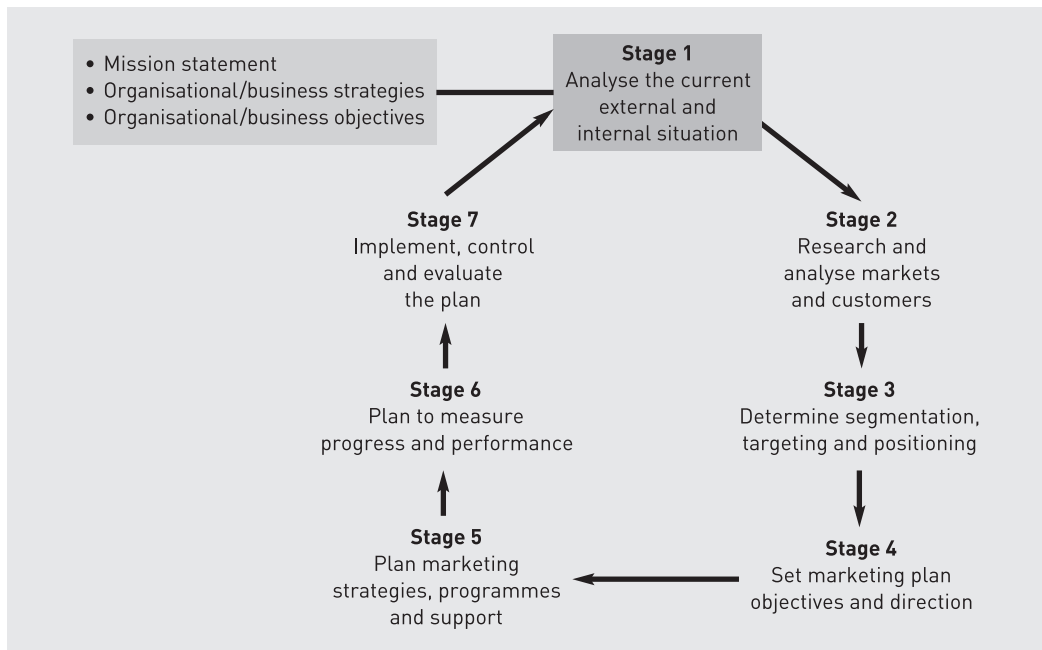 • Mission statement
• Organisational/business strategies
• Organisational/business objectives
Stage 1
Analyse the current
external and
internal situation
Stage 2
Research and
analyse markets
and customers
Stage 3
Determine segmentation,
targeting and positioning
Stage 4
Set marketing plan
objectives and direction
Stage 5
Plan marketing
strategies, programmes
and support
Stage 6
Plan to measure
progress and performance
Stage 7
Implement, control
and evaluate
the plan